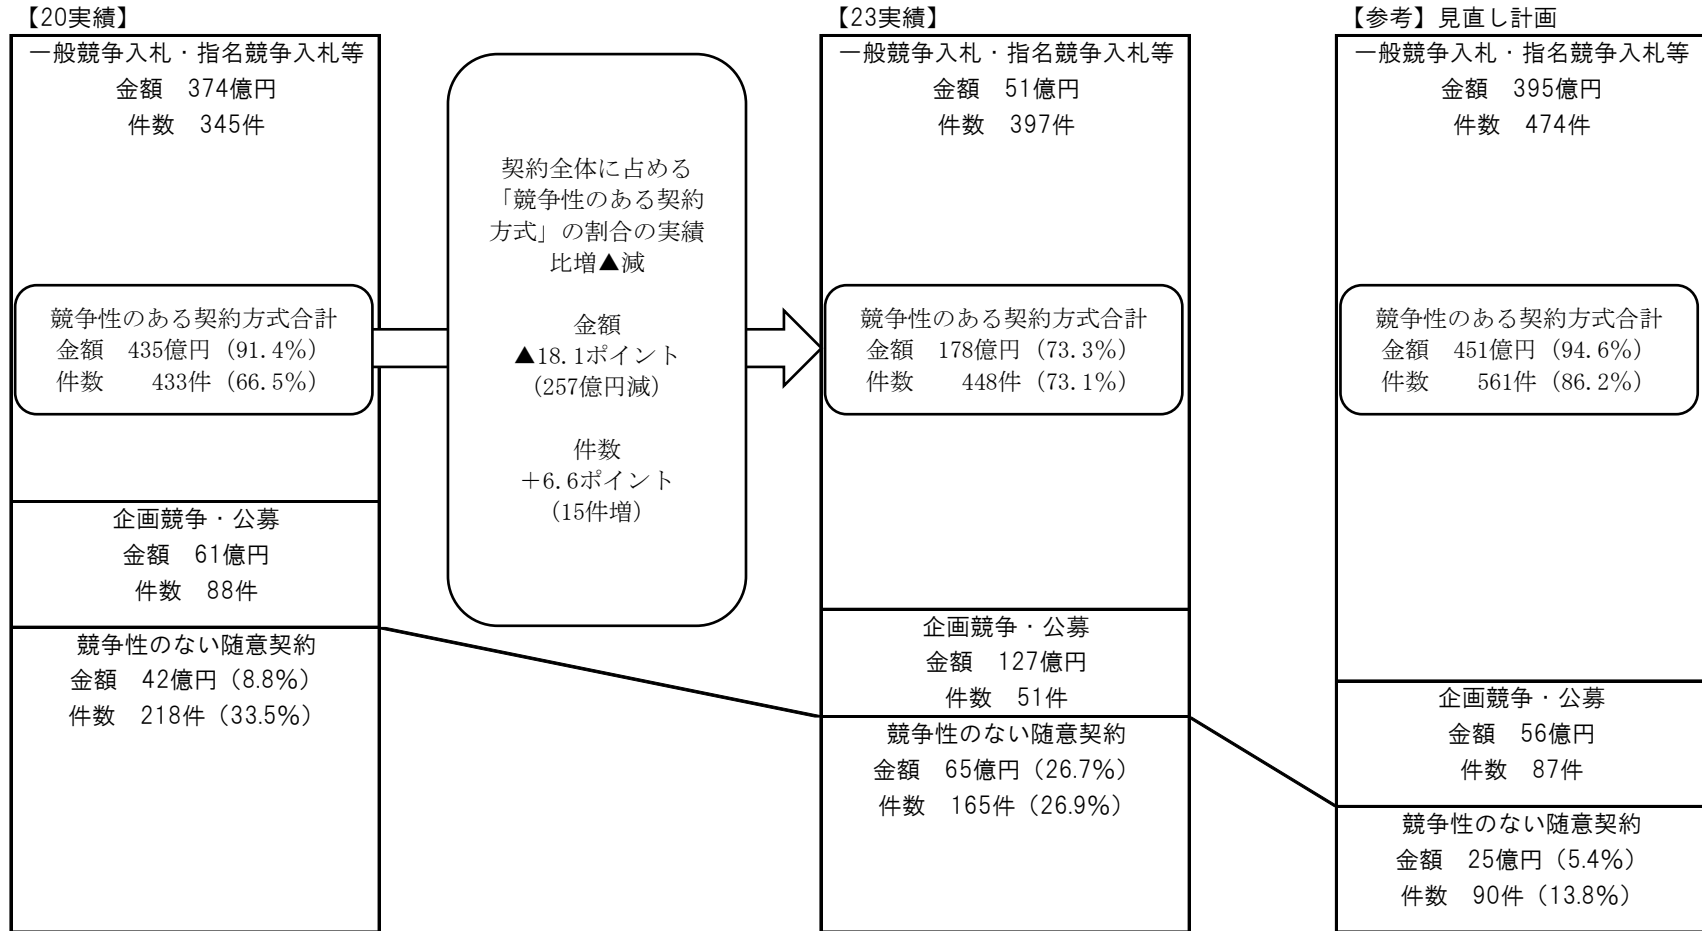 【20実績】
一般競争入札・指名競争入札等
金額　374億円
件数　345件
競争性のある契約方式合計
金額　435億円（91.4％）
件数　　433件（66.5％）
企画競争・公募
金額　61億円
件数　88件
競争性のない随意契約
金額　42億円（8.8％）
件数　218件（33.5％）
契約全体に占める
「競争性のある契約
方式」の割合の実績
比増▲減
金額
▲18.1ポイント
（257億円減）
件数
＋6.6ポイント
（15件増）
【23実績】
一般競争入札・指名競争入札等
金額　51億円
件数　397件
競争性のある契約方式合計
金額　178億円（73.3％）
件数　　448件（73.1％）
企画競争・公募
金額　127億円
件数　51件
競争性のない随意契約
金額　65億円（26.7％）
件数　165件（26.9％）
【参考】見直し計画
一般競争入札・指名競争入札等
金額　395億円
件数　474件
競争性のある契約方式合計
金額　451億円（94.6％）
件数　　561件（86.2％）
企画競争・公募
金額　56億円
件数　87件
競争性のない随意契約
金額　25億円（5.4％）
件数　90件（13.8％）